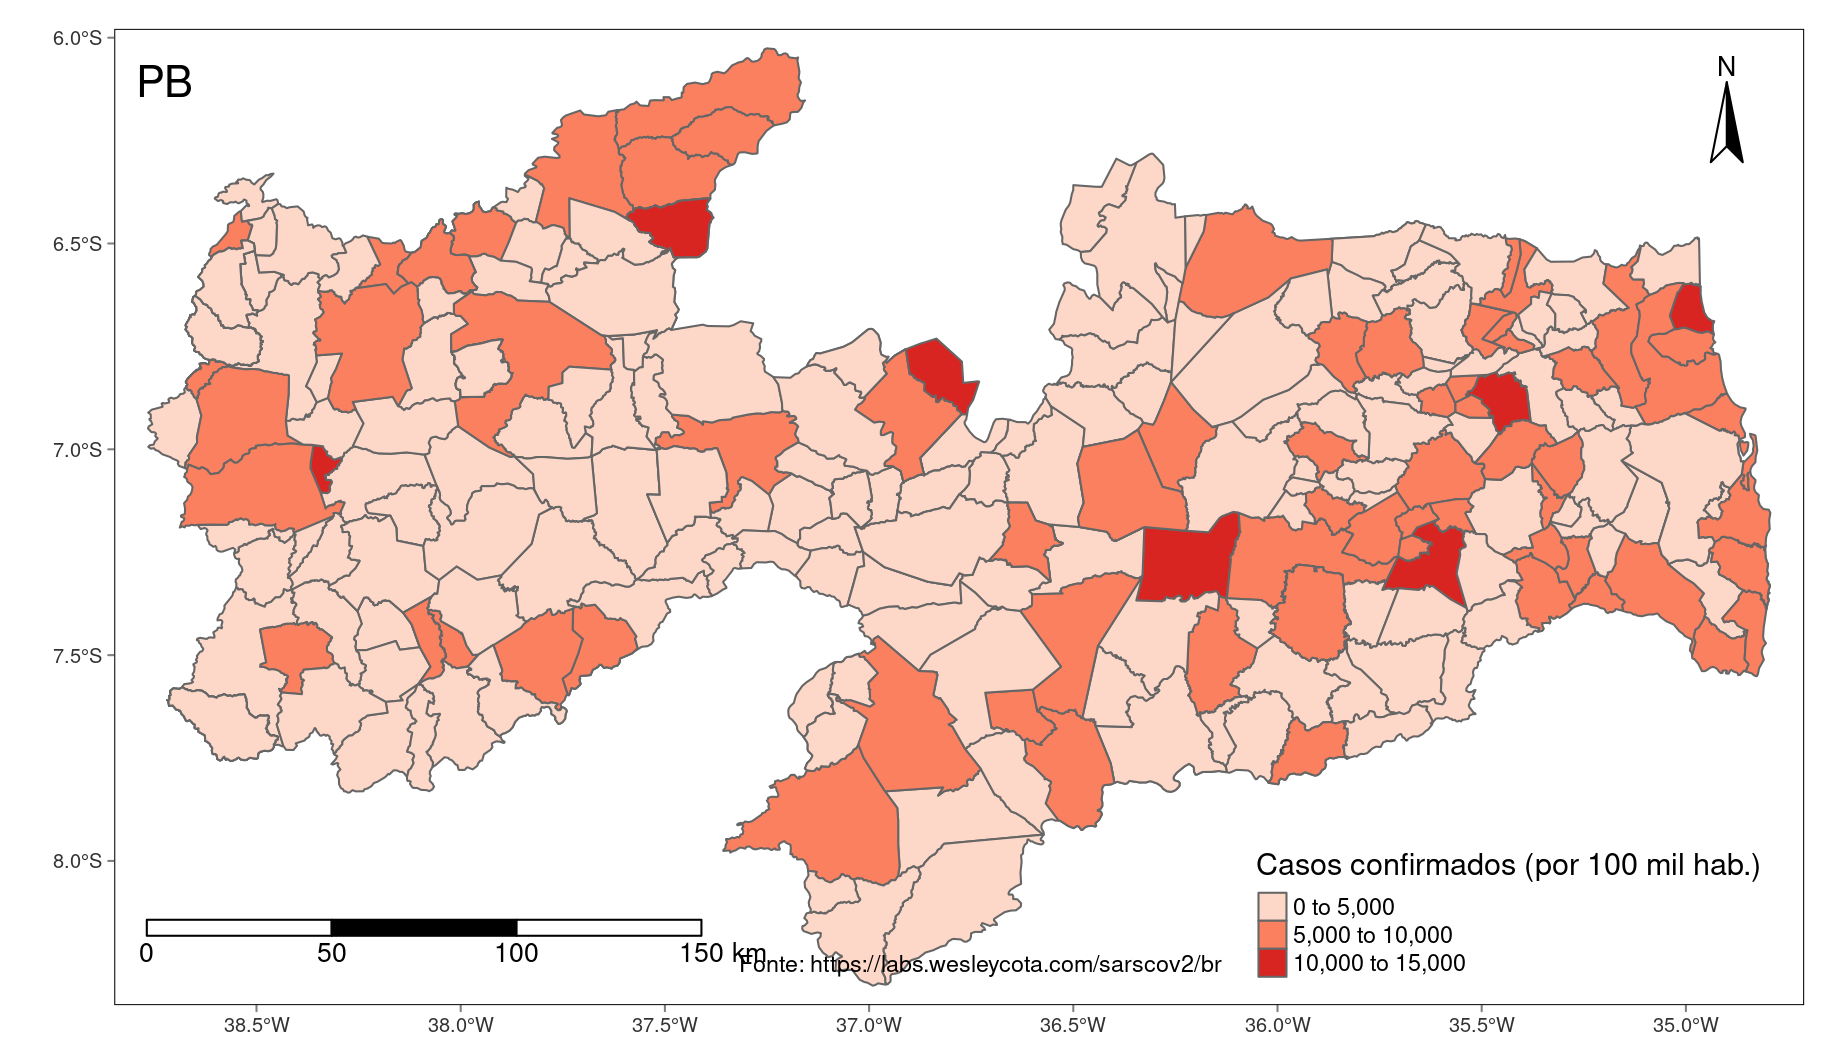 PB
N
6.0°S
6.5°S
7.0°S
7.5°S
8.0°S
Casos confirmados (por 100 mil hab.)
0 to 5,000
5,000 to 10,000
10,000 to 15,000
0 50 100 150 km
Fonte: https://labs.wesleycota.com/sarscov2/br
38.5°W 38.0°W 37.5°W 37.0°W 36.5°W 36.0°W 35.5°W 35.0°W